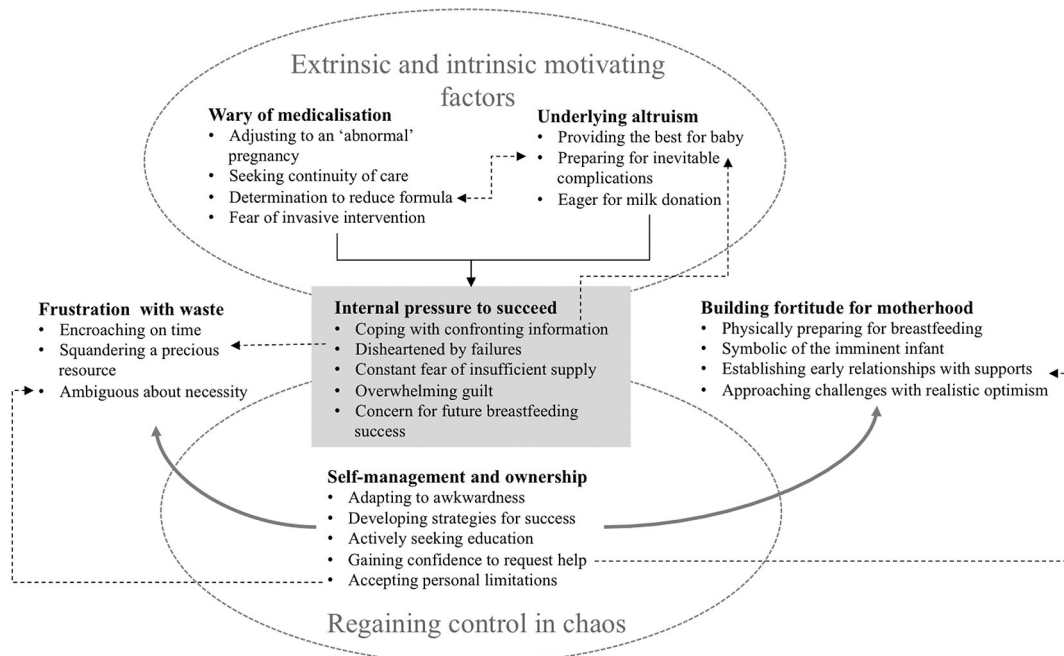 Extrinsic and intrinsic motivating
factors
Wary of medicalisation
• Adjusting to an ‘abnormal’
pregnancy
• Seeking continuity of care
• Determination to reduce formula
• Fear of invasive intervention
Underlying altruism
• Providing the best for baby
• Preparing for inevitable
complications
• Eager for milk donation
Frustration with waste
• Encroaching on time
• Squandering a precious
resource
• Ambiguous about necessity
Internal pressure to succeed
• Coping with confronting information
• Disheartened by failures
• Constant fear of insufficient supply
• Overwhelming guilt
• Concern for future breastfeeding
success
Building fortitude for motherhood
• Physically preparing for breastfeeding
• Symbolic of the imminent infant
• Establishing early relationships with supports
• Approaching challenges with realistic optimism
Self-management and ownership
• Adapting to awkwardness
• Developing strategies for success
• Actively seeking education
• Gaining confidence to request help
• Accepting personal limitations
Regaining control in chaos